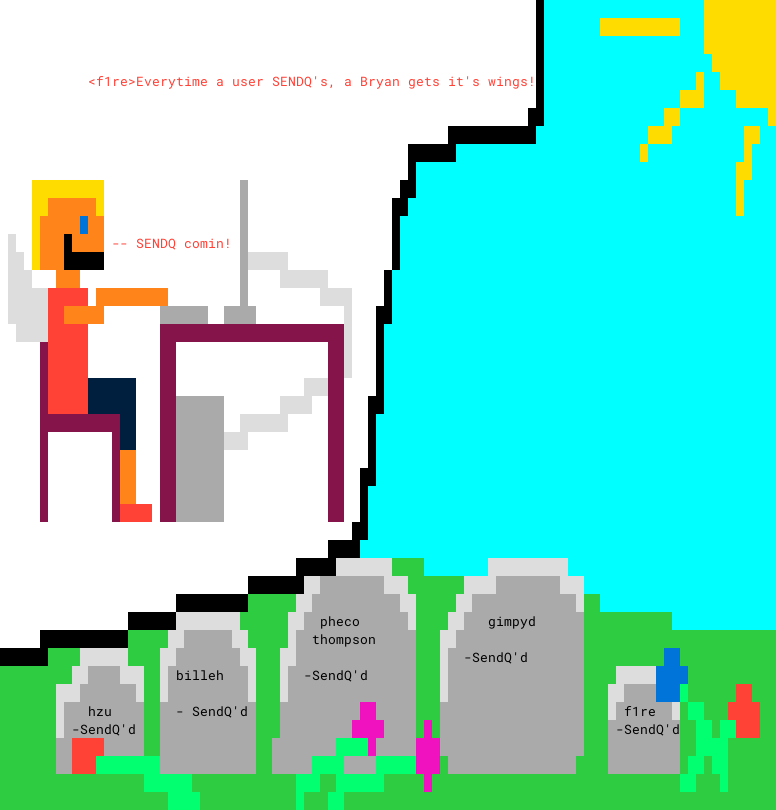 <f1re>Everytime a user SENDQ's, a Bryan gets it's wings!
-- SENDQ comin!
pheco
thompson
-SendQ'd
gimpyd
-SendQ'd
billeh
- SendQ'd
hzu
-SendQ'd
f1re
-SendQ'd